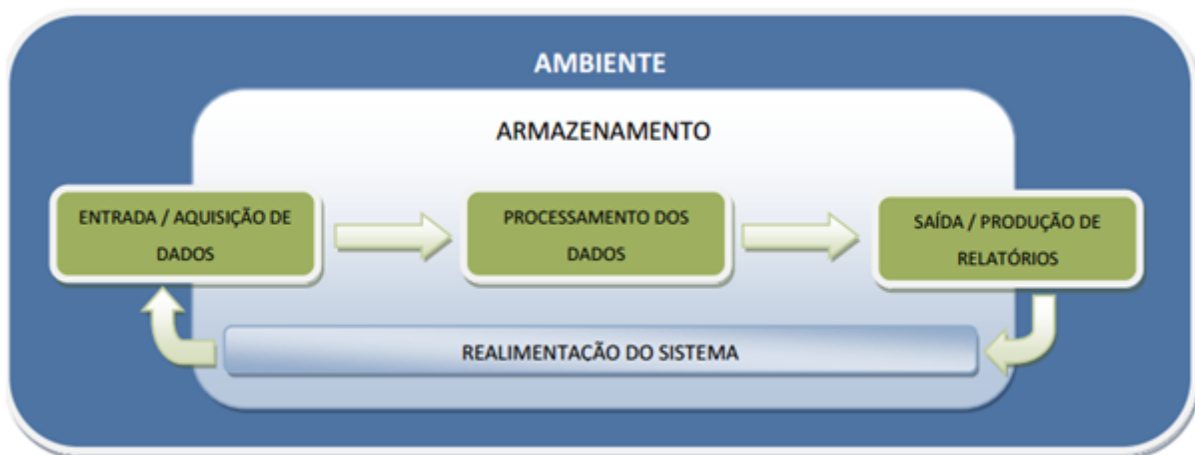 AMBIENTE
ARMAZENAMENTO
ENTRADA / AQUISIÇÃO DE
DADOS
PROCESSAMENTO DOS
DADOS
SAÍDA / PRODUÇÃO DE
RELATÓRIOS
REALIMENTAÇÃO DO SISTEMA